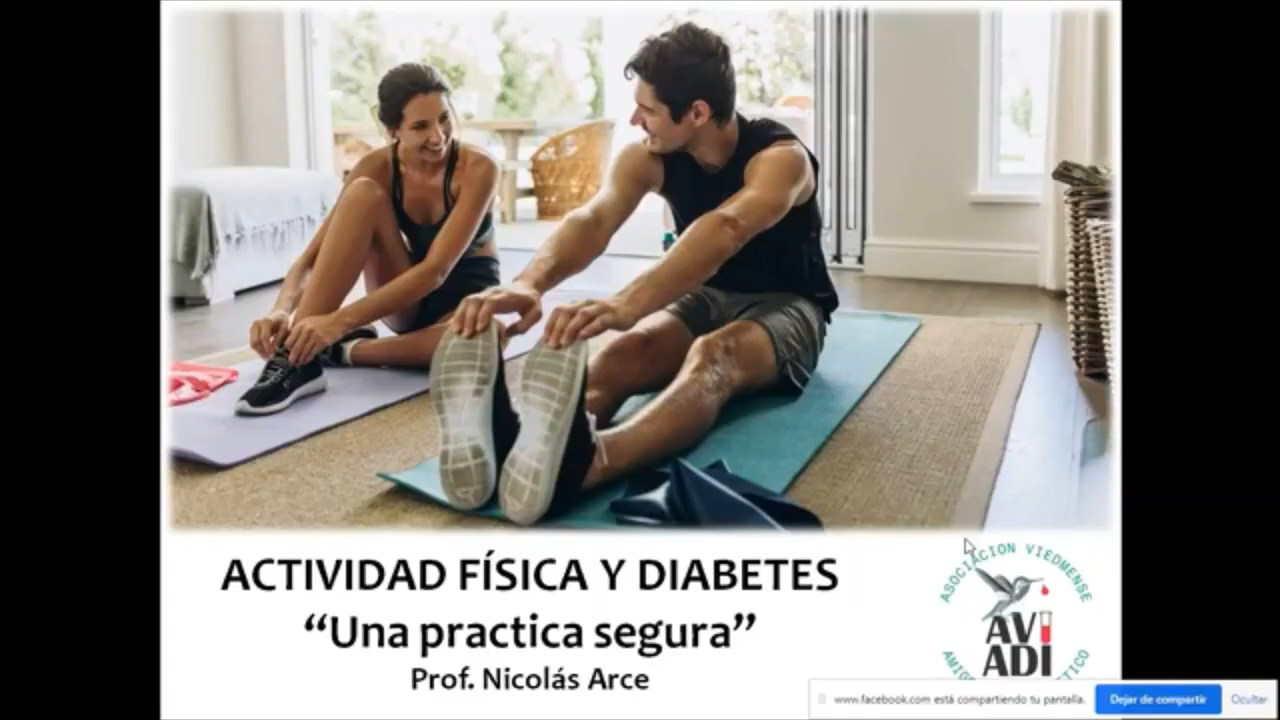 ACTIVIDAD FÍSICA Y DIABETES
“Una practica segura”
Prof. Nicolás Arce
ASOCIACION VIEDMENSE
AVI
ADI
www.facebook.com está compartiendo tu pantalla.
Dejar de compartir
Ocultar